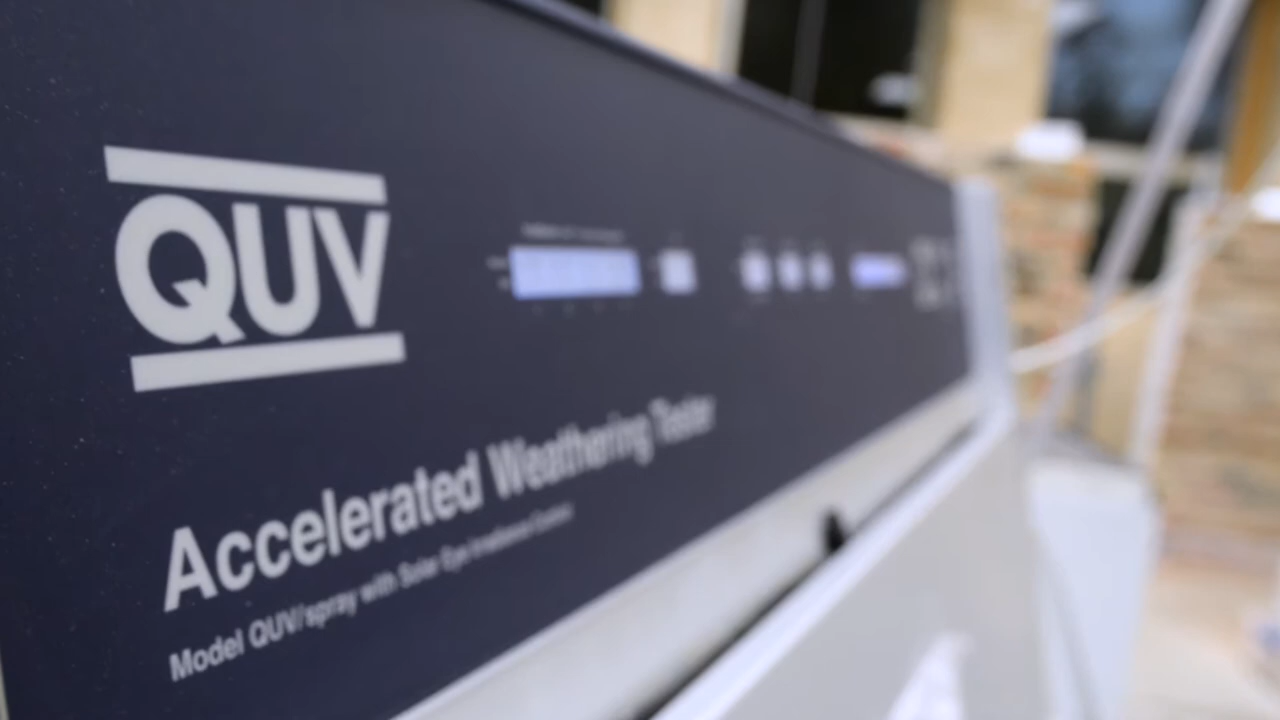 QUV
Accelerated Weathering Tester
Model QUV/spray with Solar Eye Irradiance Control